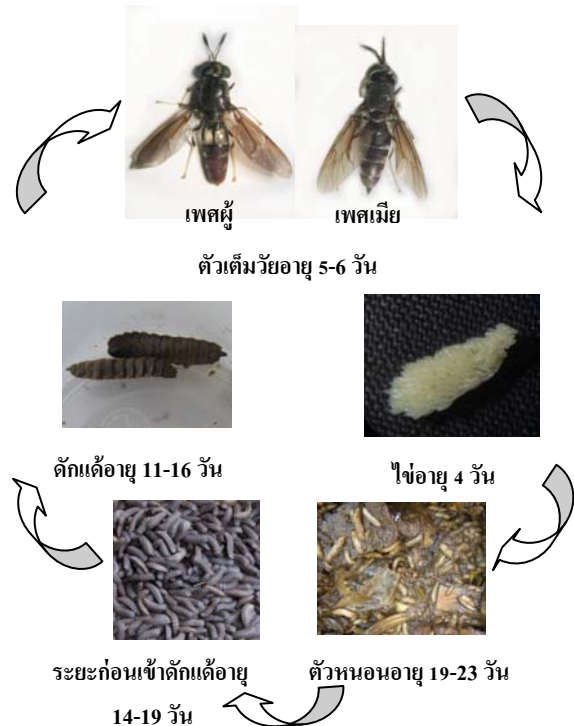 เพศผู้
เพศเมีย
ตัวเต็มวัยอายุ 5-6 วัน
ดักแด้อายุ 11-16 วัน
ไข่อายุ 4 วัน
ระยะก่อนเข้าดักแด้อายุ
14-19 วัน
ตัวหนอนอายุ 19-23 วัน